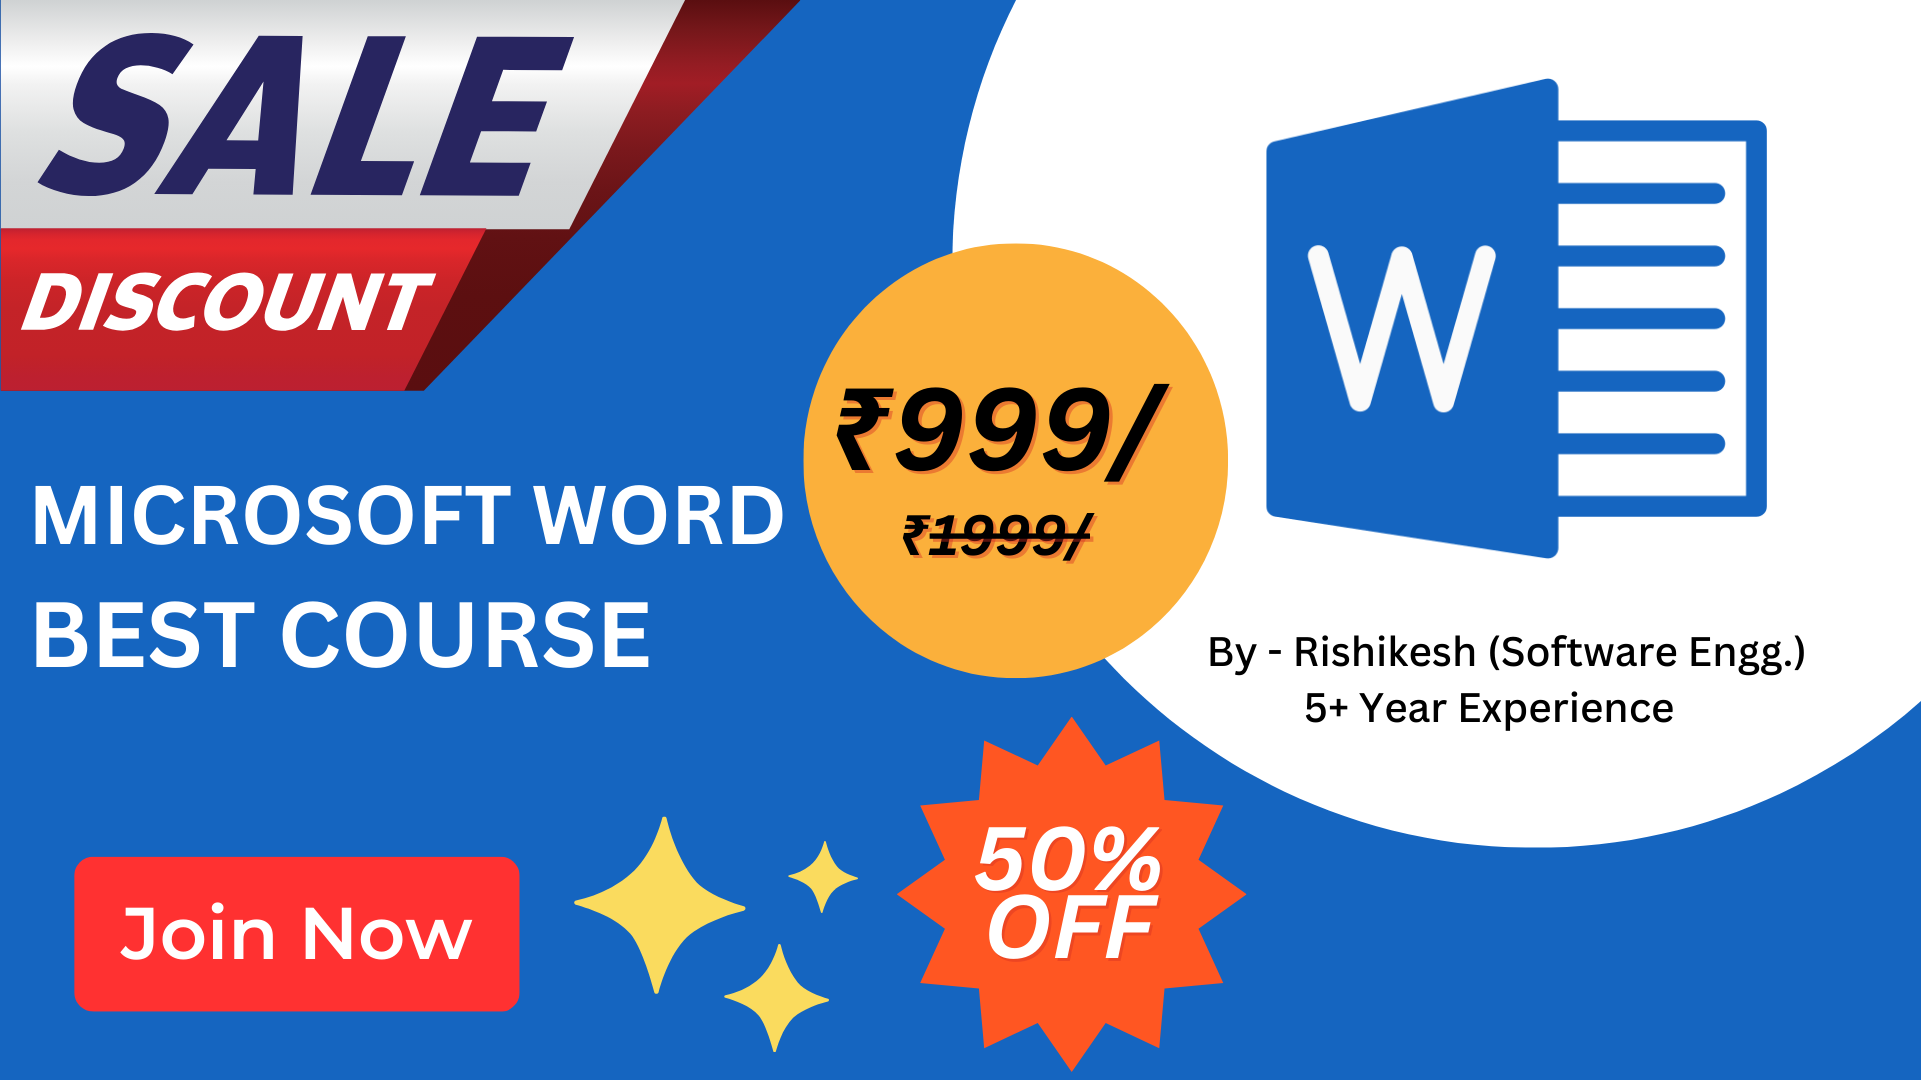 SALE
DISCOUNT
₹999/
₹1999/
MICROSOFT WORD
BEST COURSE
W
By - Rishikesh (Software Engg.)
5+ Year Experience
50%
OFF
Join Now